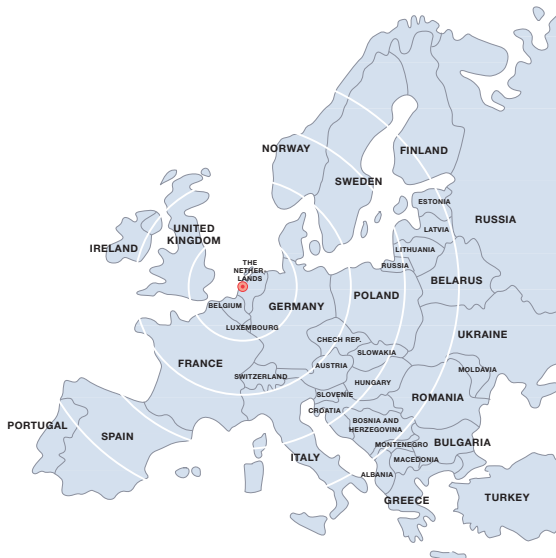 NORWAY
FINLAND
SWEDEN
ESTONIA
RUSSIA
LATVIA
UNITED
KINGDOM
IRELAND
LITHUANIA
THE
NETHER
LANDS
RUSSIA
BELARUS
POLAND
BELGIUM
GERMANY
LUXEMBOURG
UKRAINE
CHECH REP.
SLOVAKIA
FRANCE
AUSTRIA
MOLDAVIA
SWITZERLAND
HUNGARY
SLOVENIE
ROMANIA
CROATIA
BOSNIA AND
HERZEGOVINA
PORTUGAL
SPAIN
MONTENEGRO
BULGARIA
ITALY
MACEDONIA
ALBANIA
GREECE
TURKEY